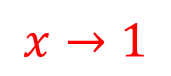 x → 1